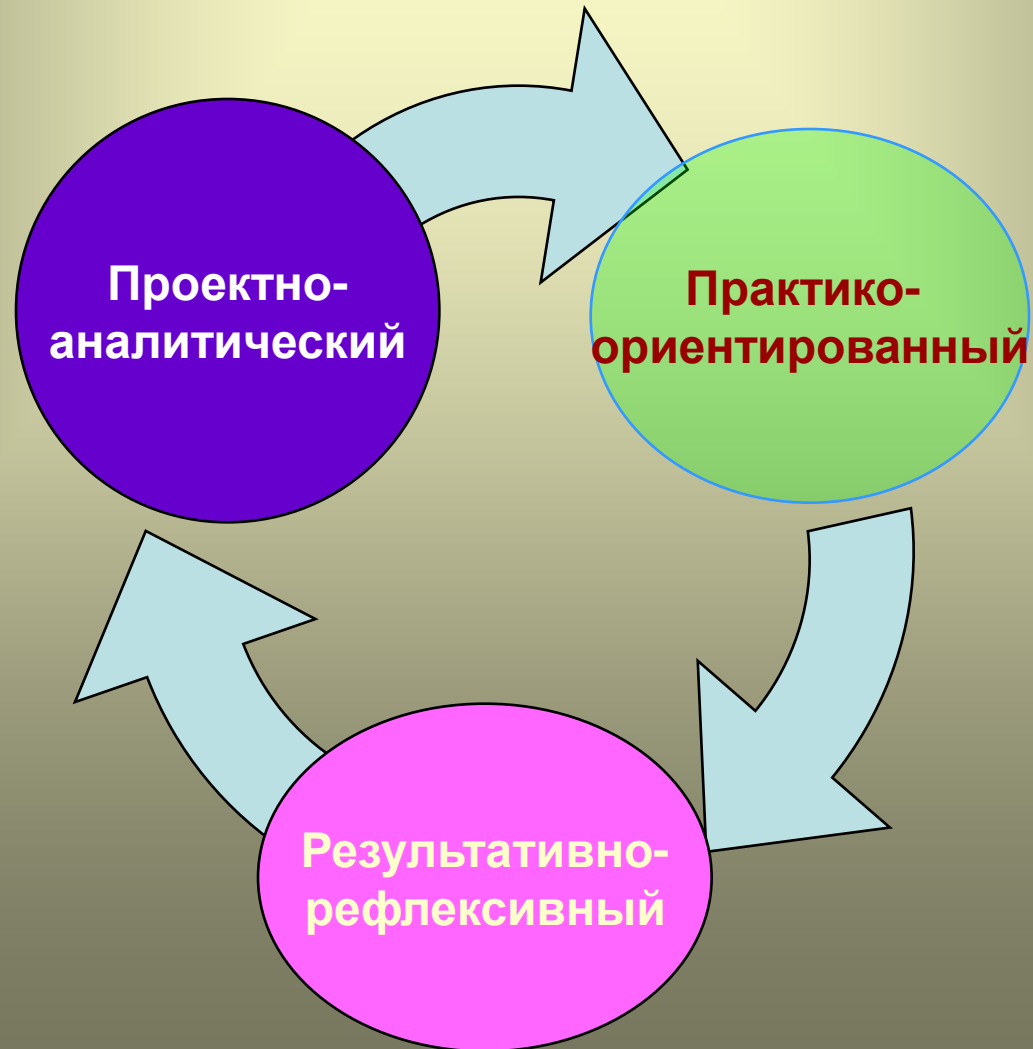 Проектно-
аналитический
Практико-
ориентированный
Результативно-
рефлексивный